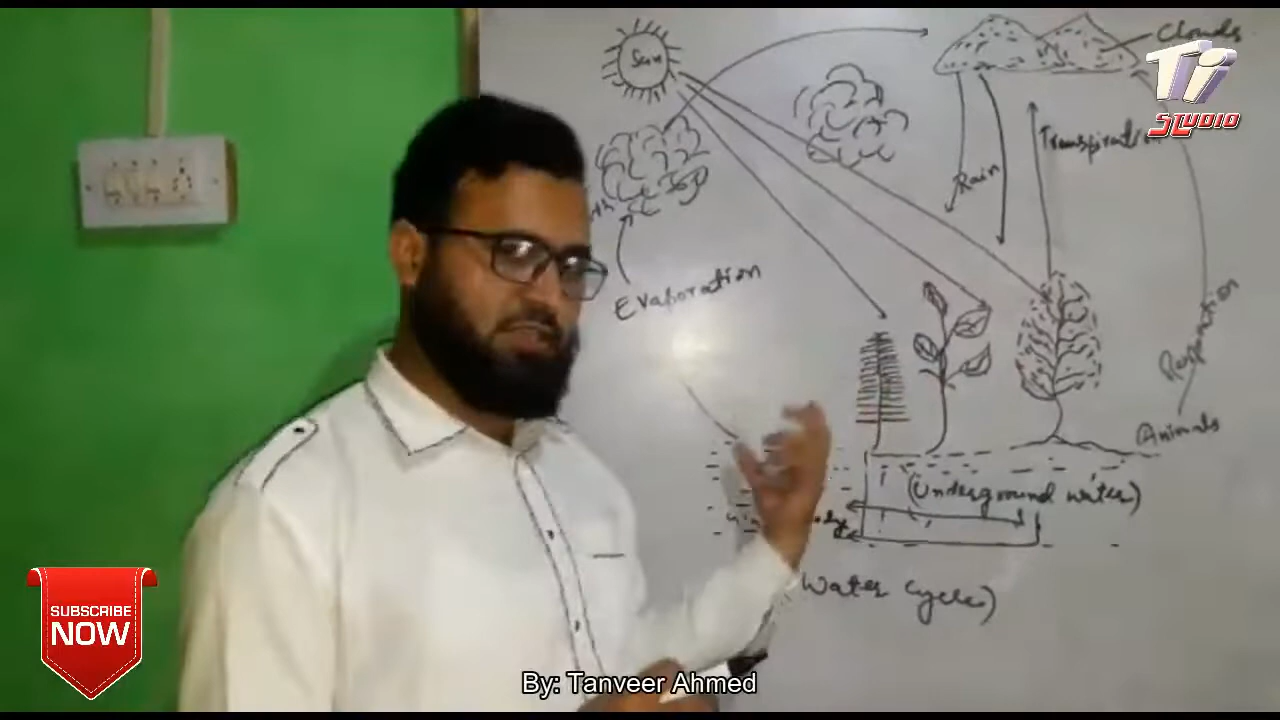 Sun
Clouds
Ti
STUDIO
Transpiration
Rain
Evaporation
Respiration
Animals
(Underground water)
Water Cycle)
SUBSCRIBE
NOW
By: Tanveer Ahmed